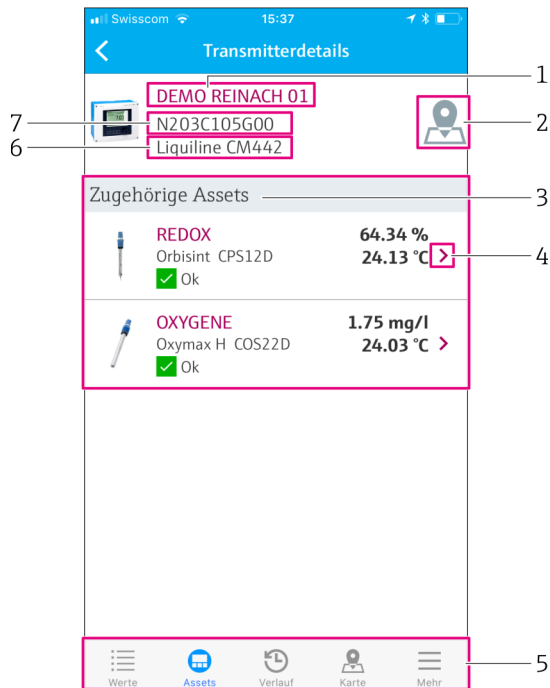 Swisscom 15:37
Transmitterdetails
1
DEMO REINACH 01
2
7
N203C105G00
6
Liquiline CM442
Zugehörige Assets
3
REDOX 64.34 %
Orbisint CPS12D 24.13 °C
4
Ok
OXYGENE 1.75 mg/l
Oxymax H COS22D 24.03 °C
Ok
5
Werte Assets Verlauf Karte Mehr